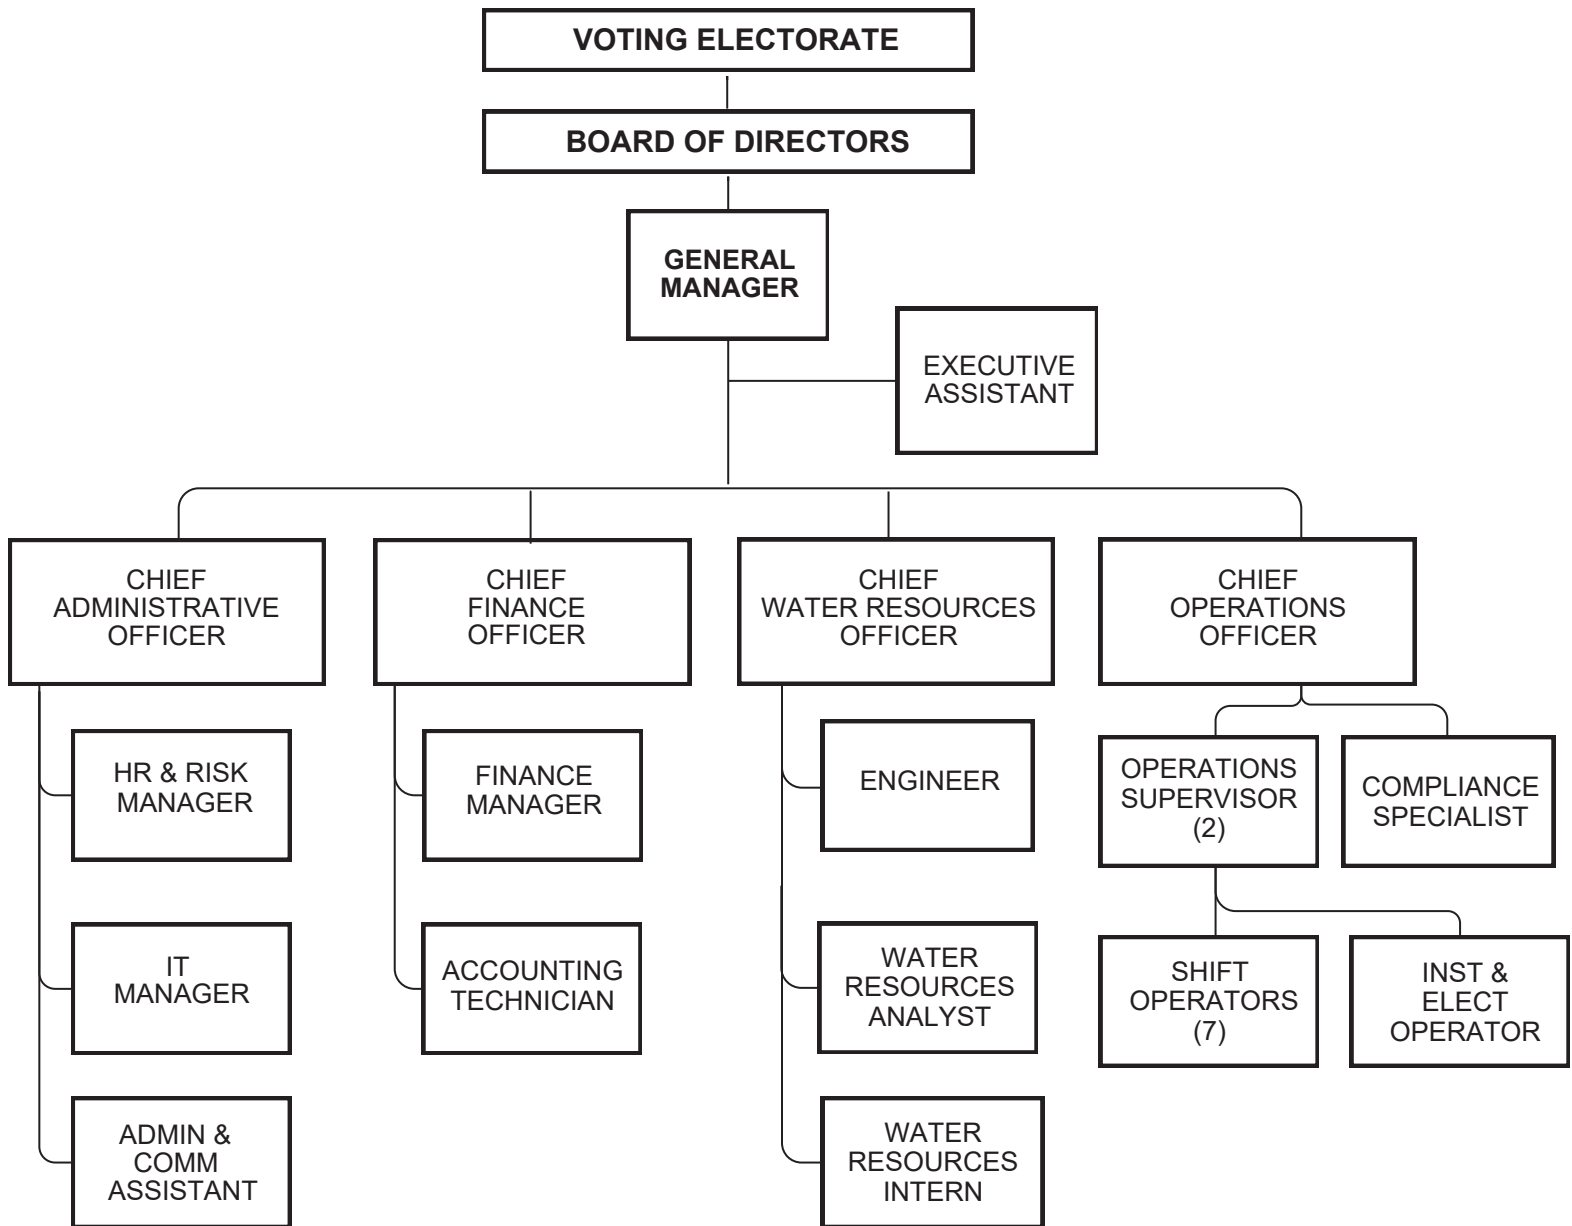 VOTING ELECTORATE
BOARD OF DIRECTORS
GENERAL
MANAGER
EXECUTIVE
ASSISTANT
CHIEF
ADMINISTRATIVE
OFFICER
CHIEF
FINANCE
OFFICER
CHIEF
WATER RESOURCES
OFFICER
CHIEF
OPERATIONS
OFFICER
HR & RISK
MANAGER
FINANCE
MANAGER
ENGINEER
OPERATIONS
SUPERVISOR
(2)
COMPLIANCE
SPECIALIST
IT
MANAGER
ACCOUNTING
TECHNICIAN
WATER
RESOURCES
ANALYST
SHIFT
OPERATORS
(7)
INST &
ELECT
OPERATOR
ADMIN &
COMM
ASSISTANT
WATER
RESOURCES
INTERN